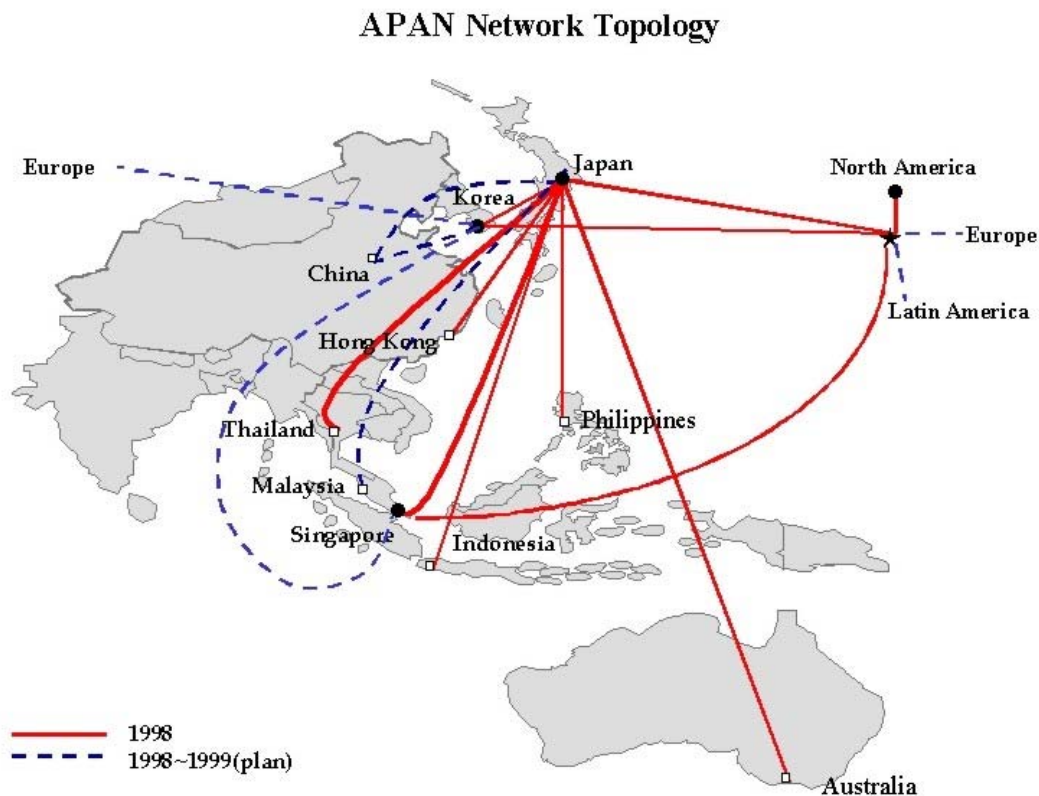 APAN Network Topology
Europe
Japan
North America
Korea
Europe
China
Latin America
Hong Kong
Thailand
Philippines
Malaysia
Singapore
Indonesia
1998
1998~1999(plan)
Australia